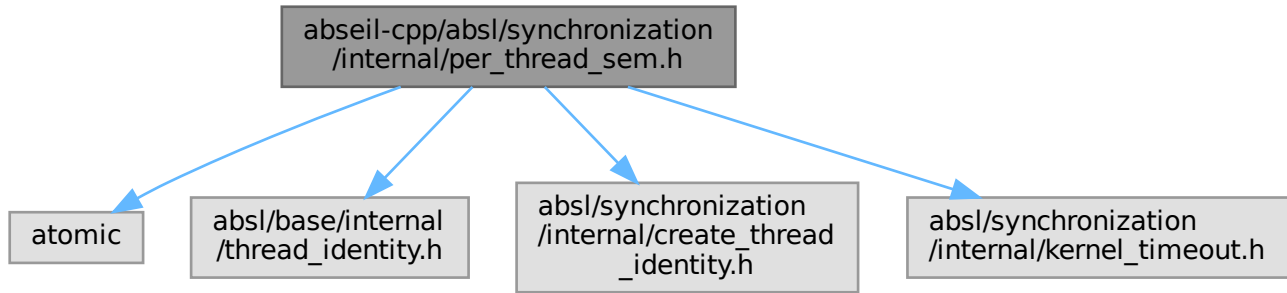 abseil-cpp/absl/synchronization
/internal/per_thread_sem.h
atomic
absl/base/internal
/thread_identity.h
absl/synchronization
/internal/create_thread
_identity.h
absl/synchronization
/internal/kernel_timeout.h